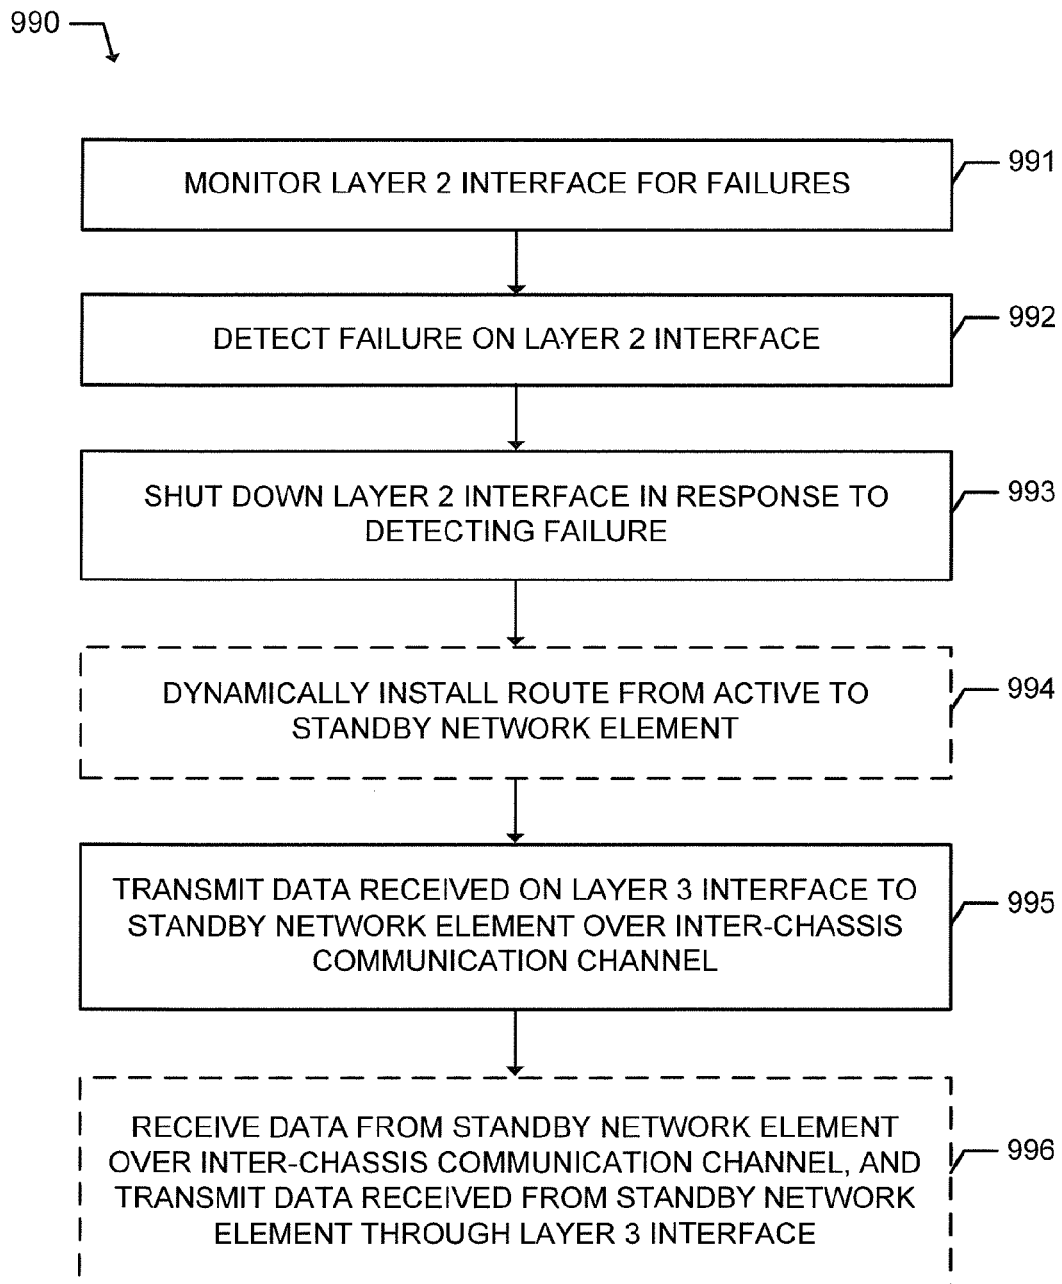 990
MONITOR LAYER 2 INTERFACE FOR FAILURES
991
DETECT FAILURE ON LAYER 2 INTERFACE
992
SHUT DOWN LAYER 2 INTERFACE IN RESPONSE TO
DETECTING FAILURE
993
DYNAMICALLY INSTALL ROUTE FROM ACTIVE TO
STANDBY NETWORK ELEMENT
994
TRANSMIT DATA RECEIVED ON LAYER 3 INTERFACE TO
STANDBY NETWORK ELEMENT OVER INTER-CHASSIS
COMMUNICATION CHANNEL
995
RECEIVE DATA FROM STANDBY NETWORK ELEMENT
OVER INTER-CHASSIS COMMUNICATION CHANNEL, AND
TRANSMIT DATA RECEIVED FROM STANDBY NETWORK
ELEMENT THROUGH LAYER 3 INTERFACE
996